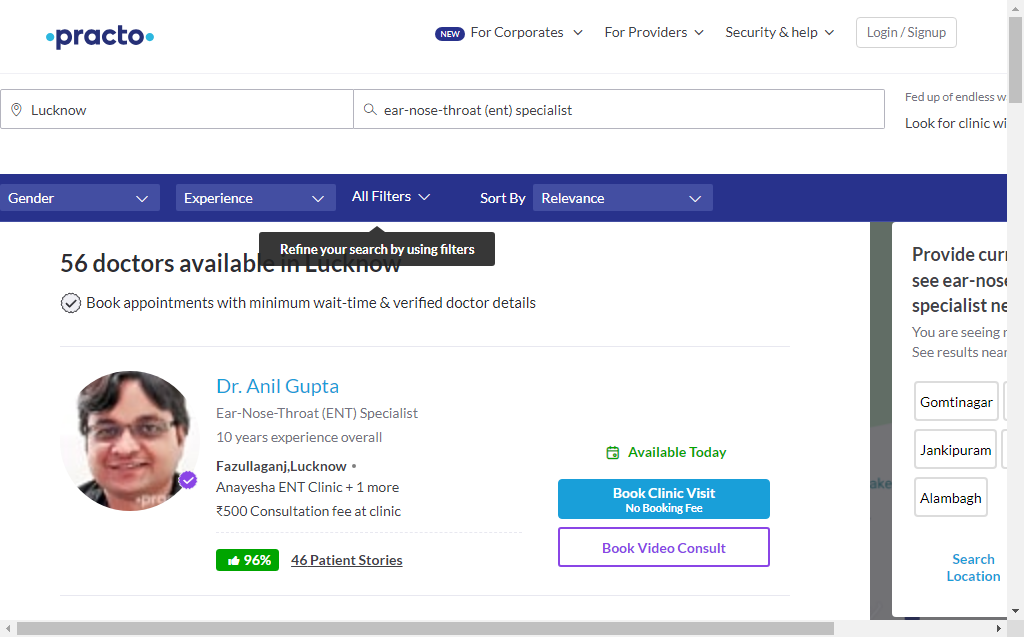 practo
NEW For Corporates
For Providers
Security & help
Login / Signup
Lucknow
ear-nose-throat (ent) specialist
Fed up of endless w
Look for clinic wi
Gender
Experience
All Filters
Sort By
Relevance
Refine your search by using filters
56 doctors available in Lucknow
Book appointments with minimum wait-time & verified doctor details
Dr. Anil Gupta
Ear-Nose-Throat (ENT) Specialist
10 years experience overall
Fazullaganj,Lucknow •
Anayesha ENT Clinic + 1 more
₹500 Consultation fee at clinic
96%
46 Patient Stories
Available Today
Book Clinic Visit
No Booking Fee
Book Video Consult
Provide curr
see ear-nose
specialist ne
You are seeing r
See results near
Gomtinagar
Jankipuram
Alambagh
Search
Location